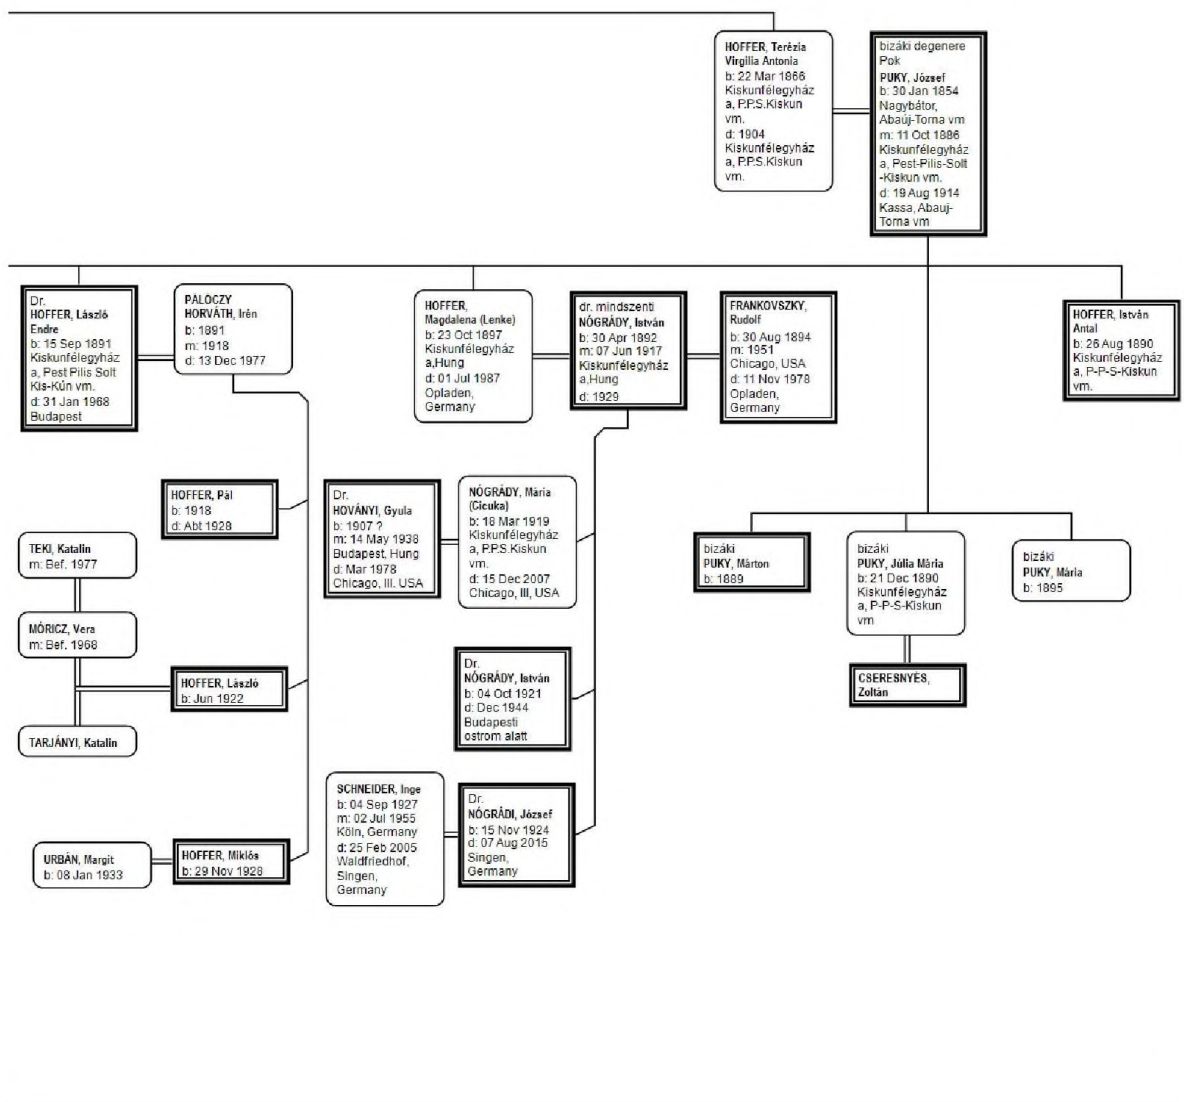 HOFFER, Terézia
Virgilia Antonia
b: 22 Mar 1866
Kiskunfélegyház
a, P.P.S.Kiskun
vm.
d: 1904
Kiskunfélegyház
a, P.P.S.Kiskun
vm.
bizáki degenere
Pok
PUKY, József
b: 30 Jan 1854
Nagybátor,
Abaúj-Torna vm
m: 11 Oct 1886
Kiskunfélegyház
a, Pest-Pilis-Solt
-Kiskun vm.
d: 19 Aug 1914
Kassa, Abauj-
Torna vm
Dr.
HOFFER, László
Endre
b: 15 Sep 1891
Kiskunfélegyház
a, Pest Pilis Solt
Kis-Kún vm.
d: 31 Jan 1968
Budapest
PÁLÓCZY
HORVÁTH, Irén
b: 1891
m: 1918
d: 13 Dec 1977
HOFFER,
Magdalena (Lenke)
b: 23 Oct 1897
Kiskunfélegyház
a,Hung
d: 01 Jul 1987
Opladen,
Germany
dr. mindszenti
NÓGRÁDY, István
b: 30 Apr 1892
m: 07 Jun 1917
Kiskunfélegyház
a,Hung
d: 1929
FRANKOVSZKY,
Rudolf
b: 30 Aug 1894
m: 1951
Chicago, USA
d: 11 Nov 1978
Opladen,
Germany
HOFFER, István
Antal
b: 26 Aug 1890
Kiskunfélegyház
a, P-P-S-Kiskun
vm.
HOFFER, Pál
b: 1918
d: Abt 1928
Dr.
HOVÁNYI, Gyula
b: 1907 ?
m: 14 May 1938
Budapest, Hung
d: Mar 1978
Chicago, Ill. USA
NÓGRÁDY, Mária
(Cicuka)
b: 18 Mar 1919
Kiskunfélegyház
a, P.P.S.Kiskun
vm.
d: 15 Dec 2007
Chicago, Ill, USA
bizáki
PUKY, Márton
b: 1889
bizáki
PUKY, Júlia Mária
b: 21 Dec 1890
Kiskunfélegyház
a, P-P-S-Kiskun
vm
bizáki
PUKY, Mária
b: 1895
TEKI, Katalin
m: Bef. 1977
MÓRICZ, Vera
m: Bef. 1968
HOFFER, László
b: Jun 1922
TARJÁNYI, Katalin
Dr.
NÓGRÁDY, István
b: 04 Oct 1921
d: Dec 1944
Budapesti
ostrom alatt
CSERESNYÉS,
Zoltán
SCHNEIDER, Inge
b: 04 Sep 1927
m: 02 Jul 1955
Köln, Germany
d: 25 Feb 2005
Waldfriedhof,
Singen,
Germany
Dr.
NÓGRÁDI, József
b: 15 Nov 1924
d: 07 Aug 2015
Singen,
Germany
URBÁN, Margit
b: 08 Jan 1933
HOFFER, Miklós
b: 29 Nov 1928